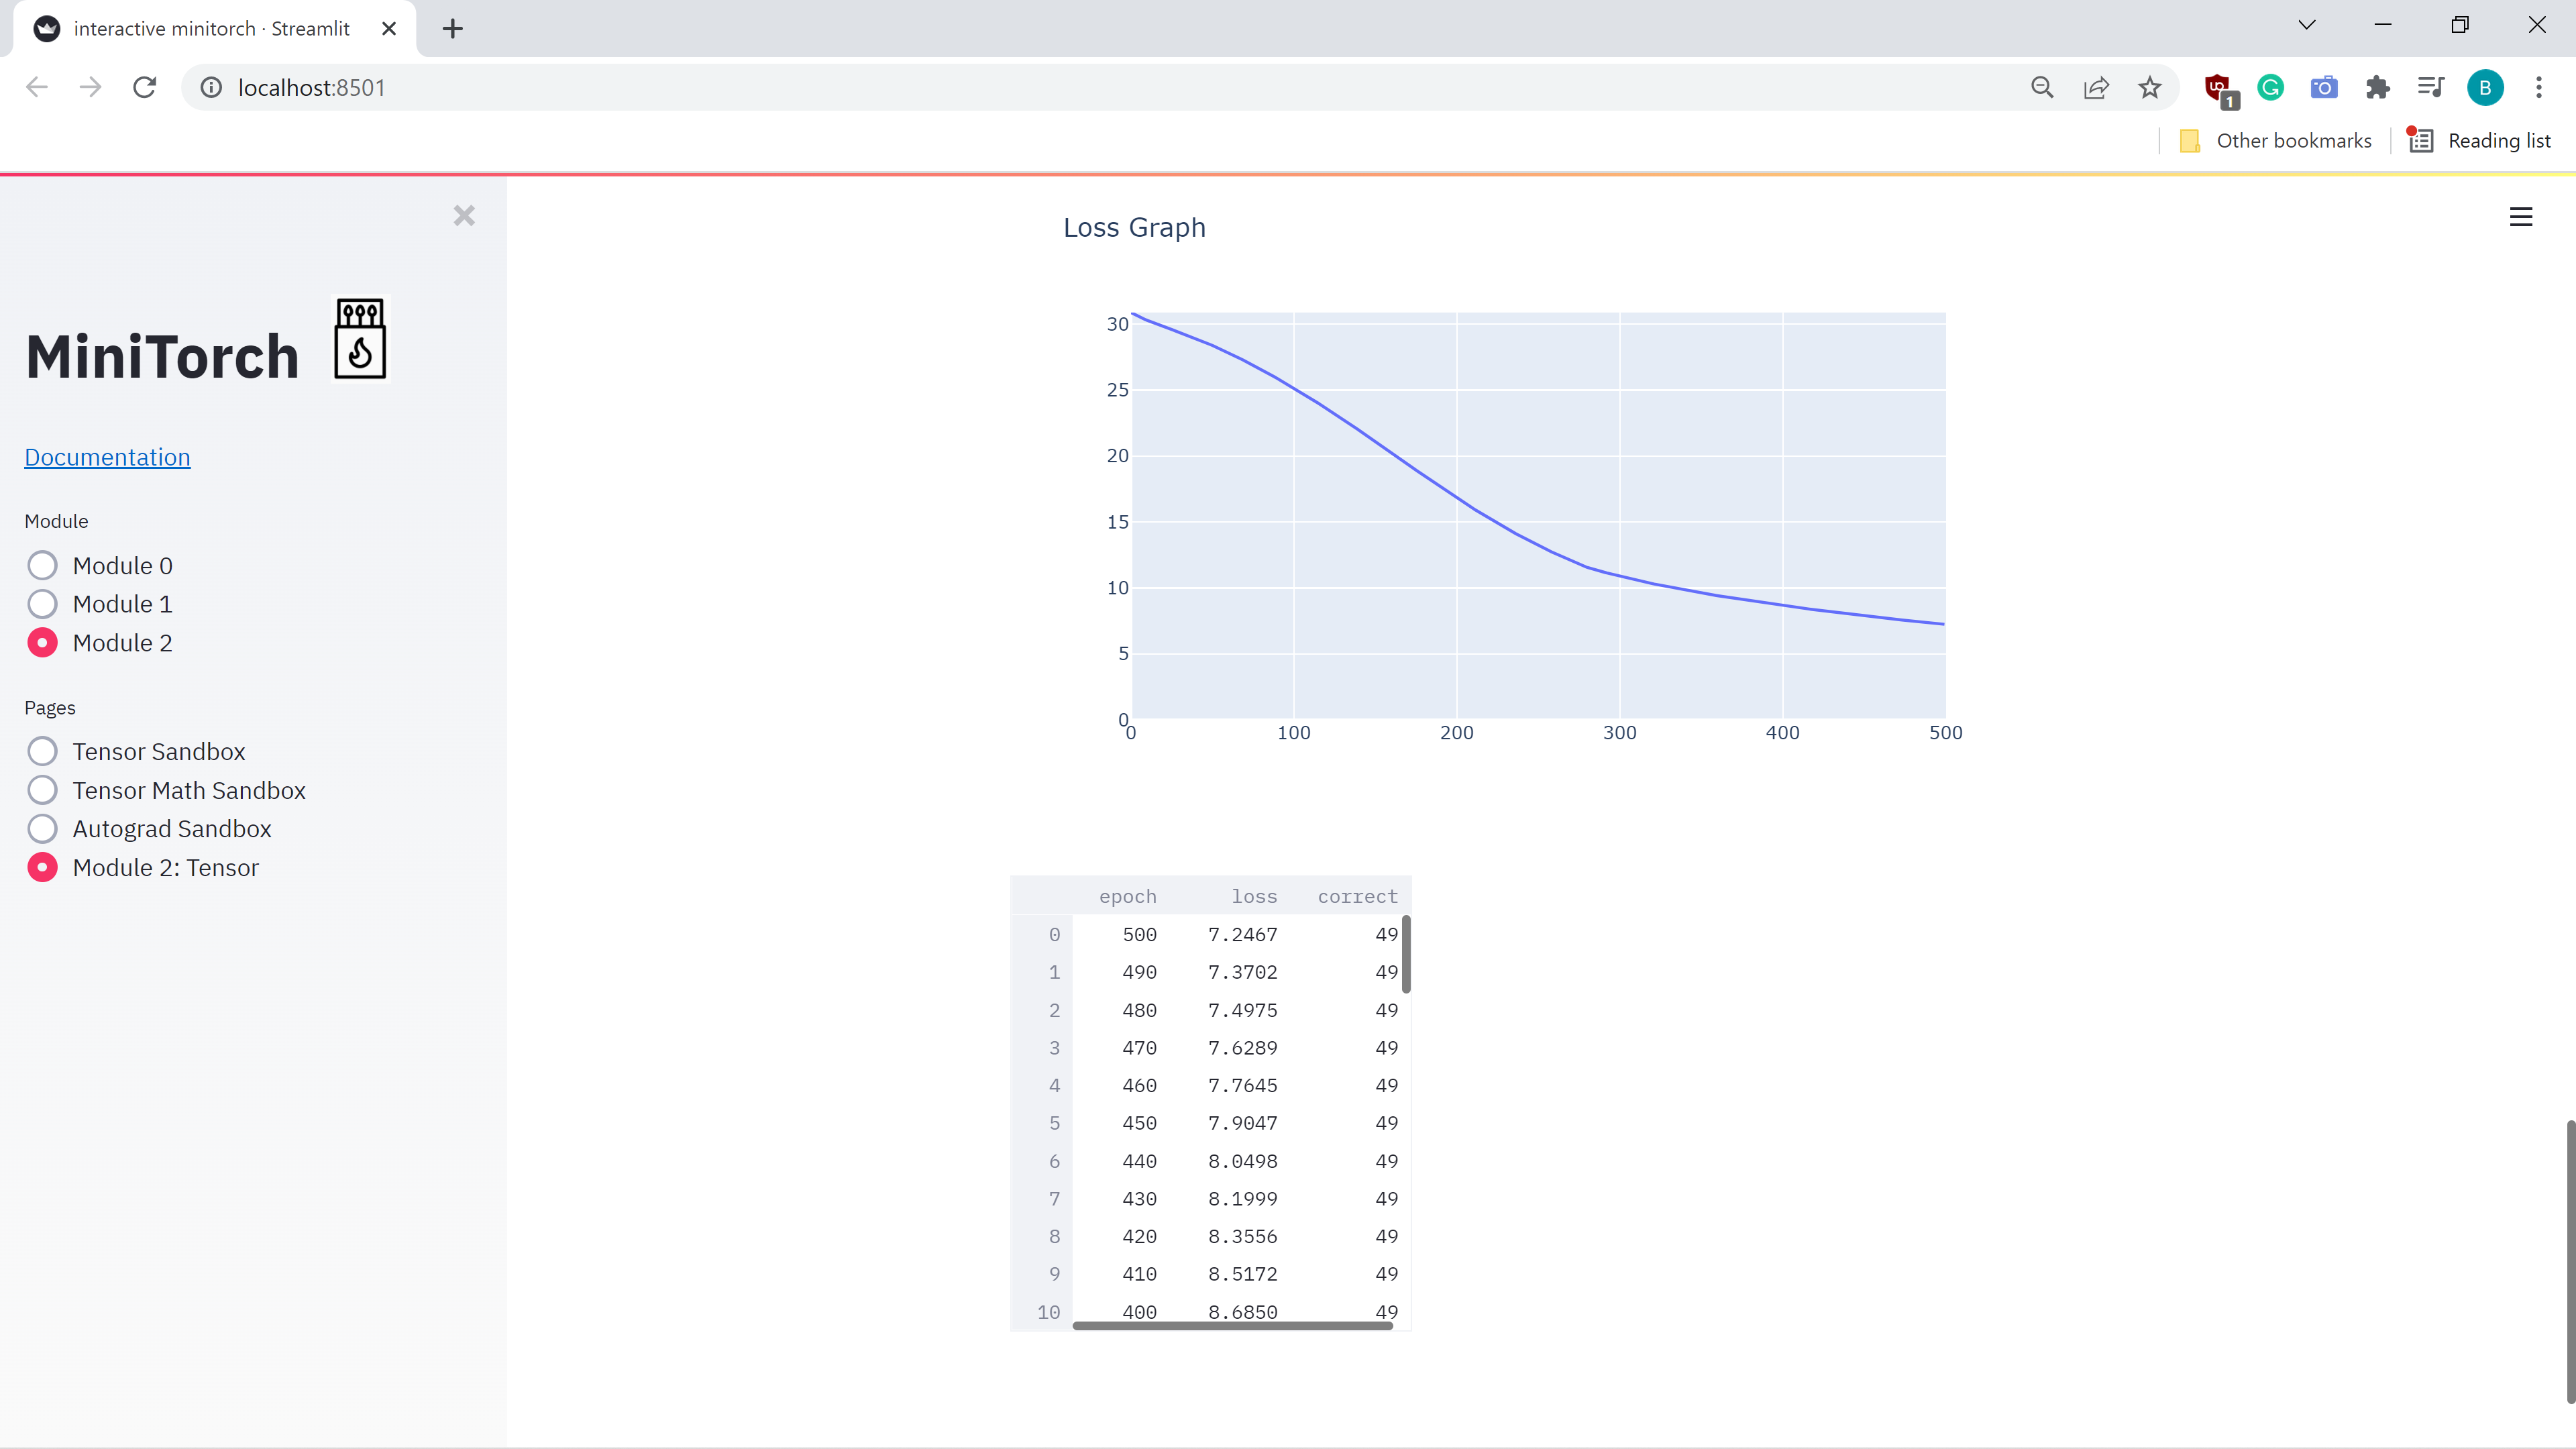 interactive minitorch · Streamlit
localhost:8501
1
B
Other bookmarks
Reading list
MiniTorch
Documentation
Module
Module 0
Module 1
Module 2
Pages
Tensor Sandbox
Tensor Math Sandbox
Autograd Sandbox
Module 2: Tensor
Loss Graph
30
25
20
15
10
5
0
0 100 200 300 400 500
epoch loss correct
0 500 7.2467 49
1 490 7.3702 49
2 480 7.4975 49
3 470 7.6289 49
4 460 7.7645 49
5 450 7.9047 49
6 440 8.0498 49
7 430 8.1999 49
8 420 8.3556 49
9 410 8.5172 49
10 400 8.6850 49